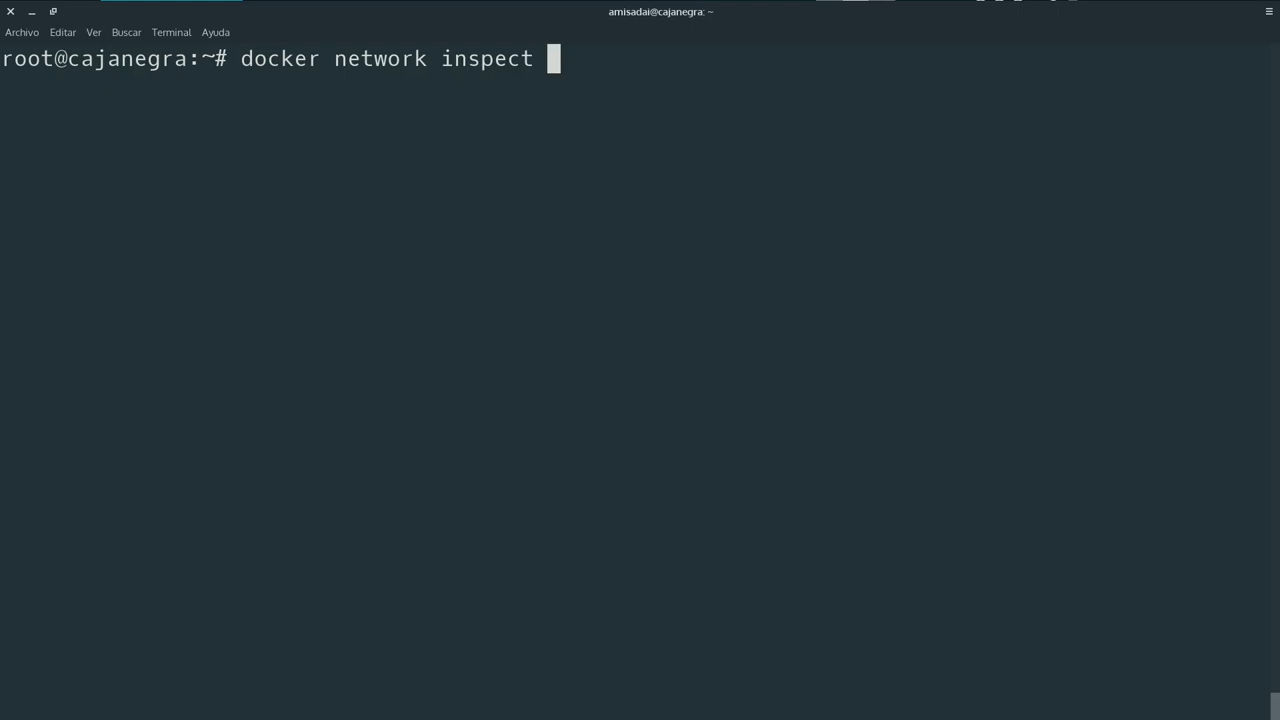 amisadai@cajanegra: ~
Archivo Editar Ver Buscar Terminal Ayuda
root@cajanegra:~# docker network inspect